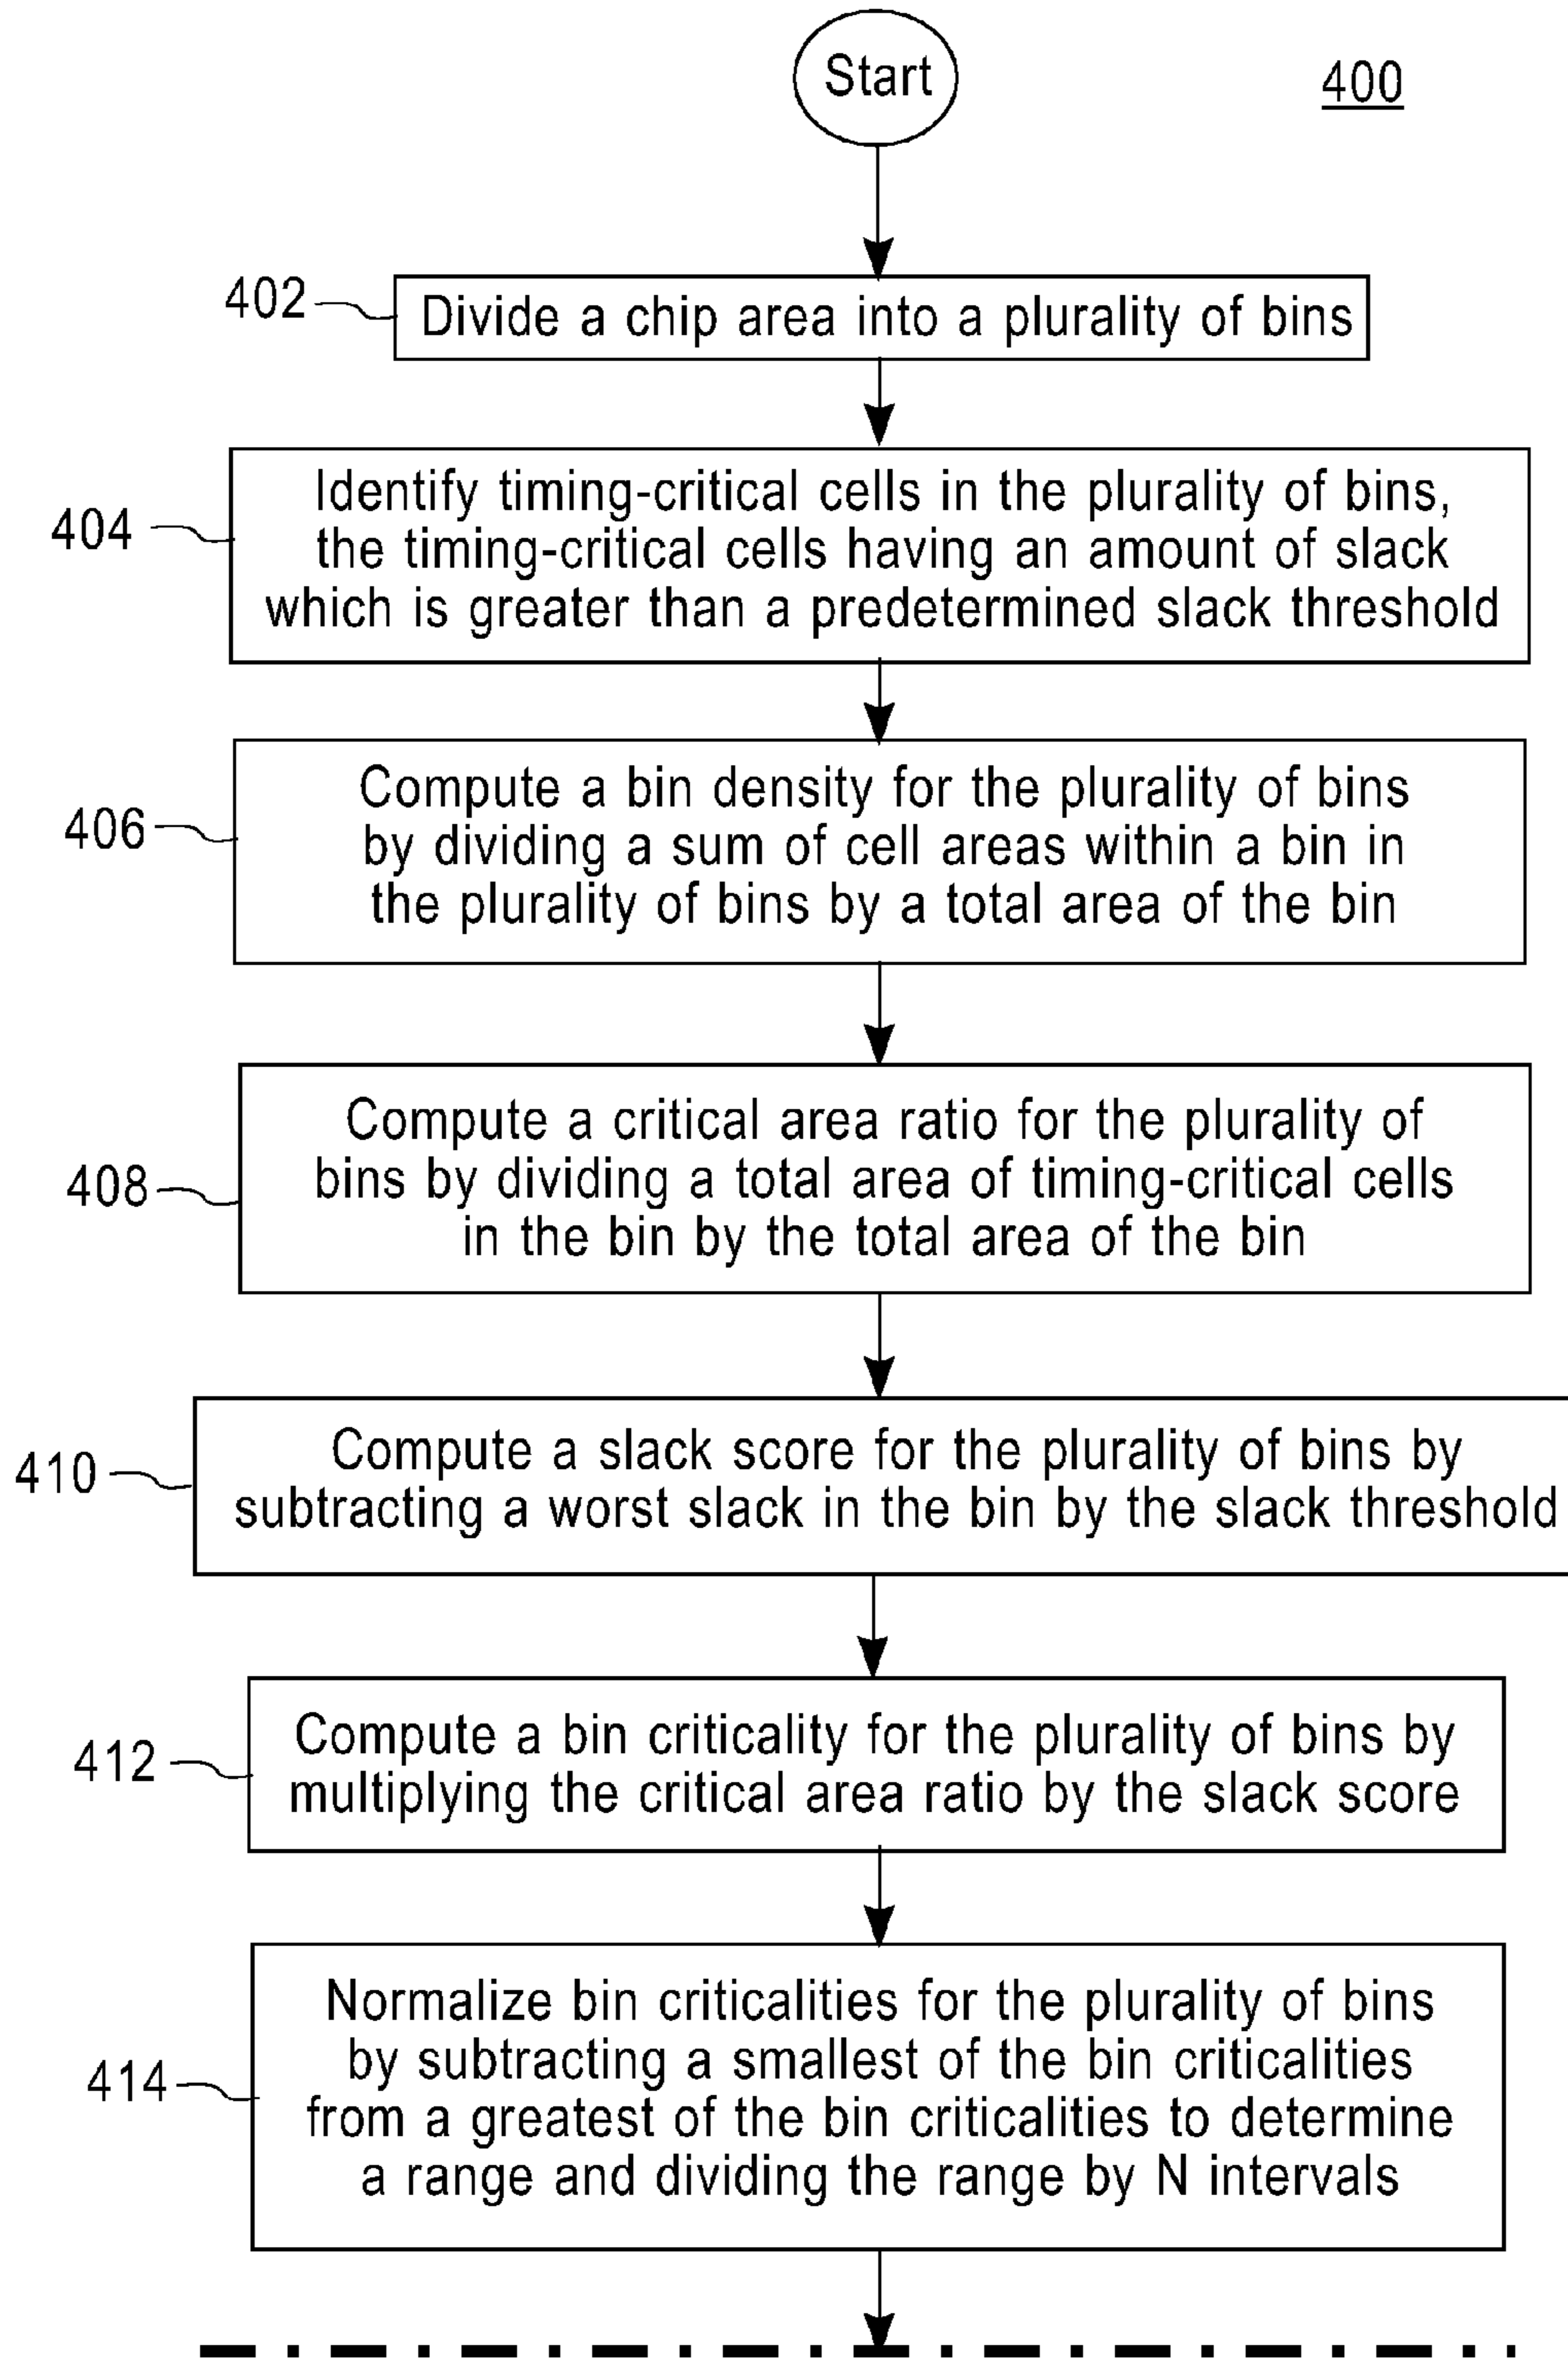 Start
400
402
Divide a chip area into a plurality of bins
404
Identify timing-critical cells in the plurality of bins,
the timing-critical cells having an amount of slack
which is greater than a predetermined slack threshold
406
Compute a bin density for the plurality of bins
by dividing a sum of cell areas within a bin in
the plurality of bins by a total area of the bin
408
Compute a critical area ratio for the plurality of
bins by dividing a total area of timing-critical cells
in the bin by the total area of the bin
410
Compute a slack score for the plurality of bins by
subtracting a worst slack in the bin by the slack threshold
412
Compute a bin criticality for the plurality of bins by
multiplying the critical area ratio by the slack score
414
Normalize bin criticalities for the plurality of bins
by subtracting a smallest of the bin criticalities
from a greatest of the bin criticalities to determine
a range and dividing the range by N intervals